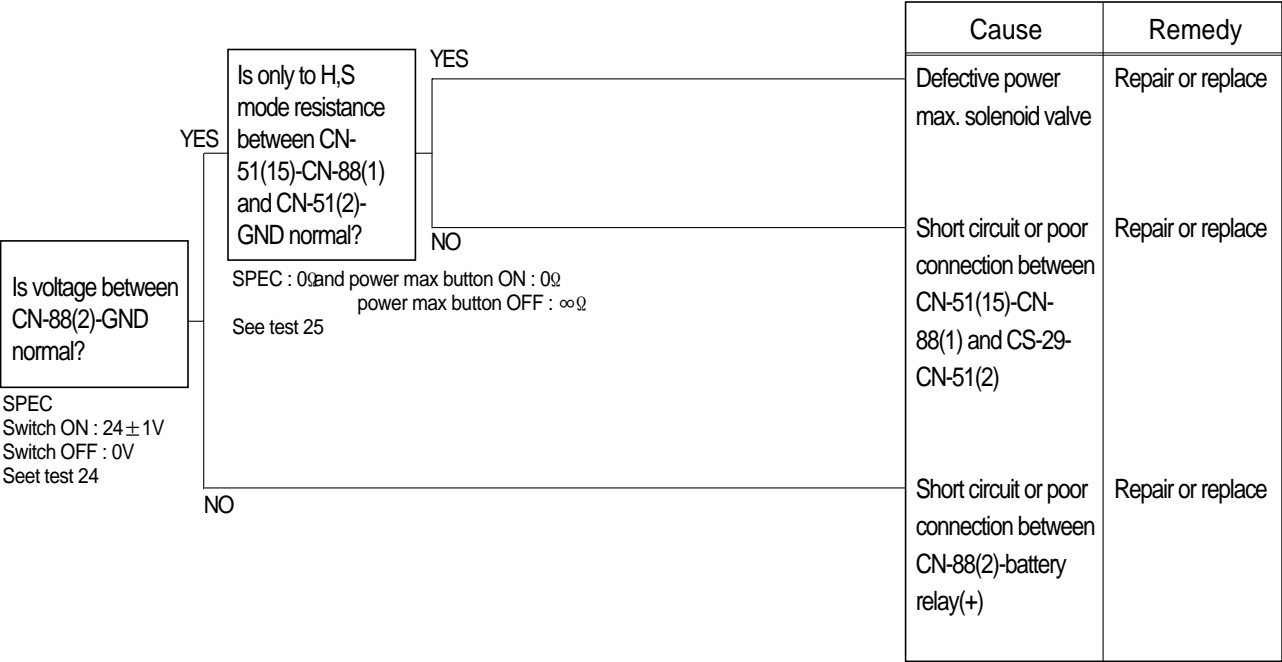 Is voltage between
CN-88(2)-GND
normal?
SPEC
Switch ON : 24±1V
Switch OFF : 0V
Seet test 24
YES
NO
Is only to H,S
mode resistance
between CN-
51(15)-CN-88(1)
and CN-51(2)-
GND normal?
SPEC : 0Ωand power max button ON : 0Ω
power max button OFF : ∞Ω
See test 25
YES
NO
Cause
Remedy
Defective power
max. solenoid valve
Repair or replace
Short circuit or poor
connection between
CN-51(15)-CN-
88(1) and CS-29-
CN-51(2)
Repair or replace
Short circuit or poor
connection between
CN-88(2)-battery
relay(+)
Repair or replace